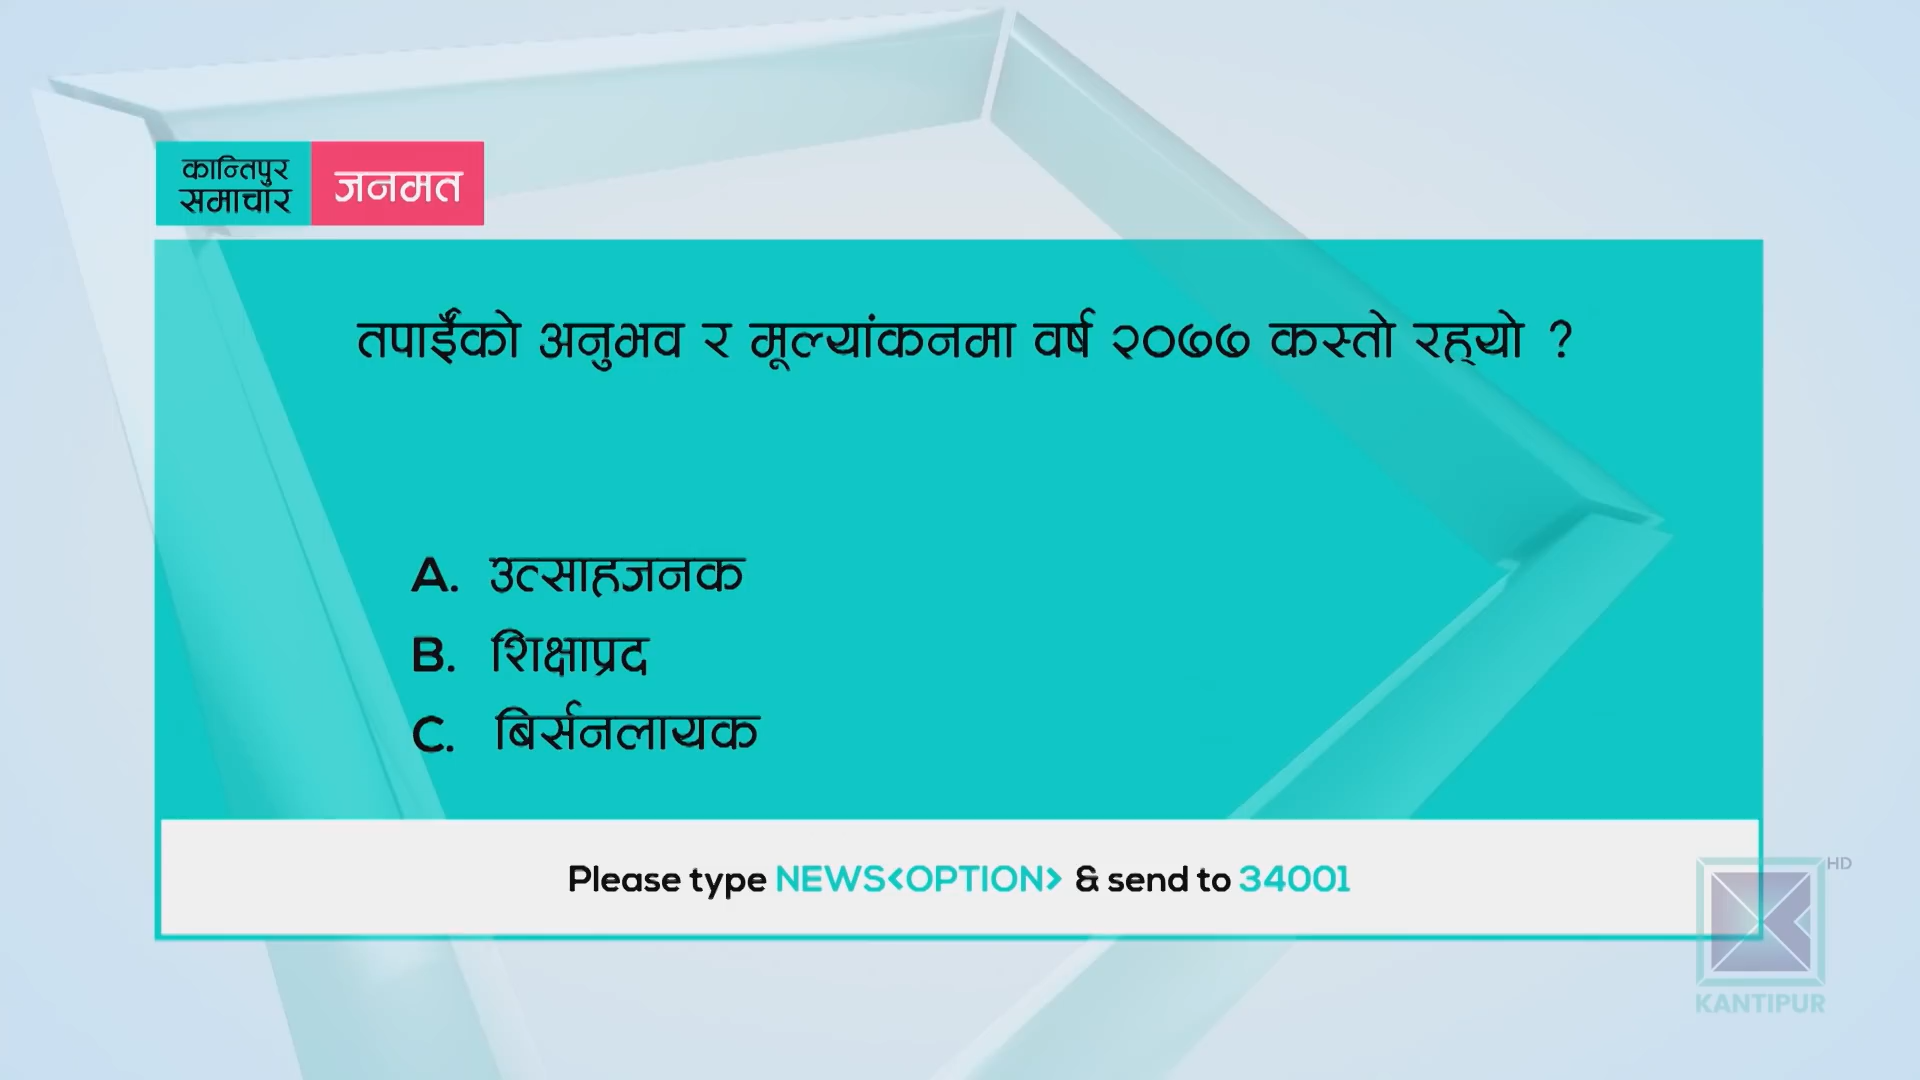 कान्तिपुर
समाचार
जनमत
तपाईंको अनुभव र मूल्यांकनमा वर्ष २०७७ कस्तो रह्यो ?
A. उत्साहजनक
B. शिक्षाप्रद
C. बिर्सनलायक
Please type NEWS<OPTION> & send to 34001
HD
KANTIPUR